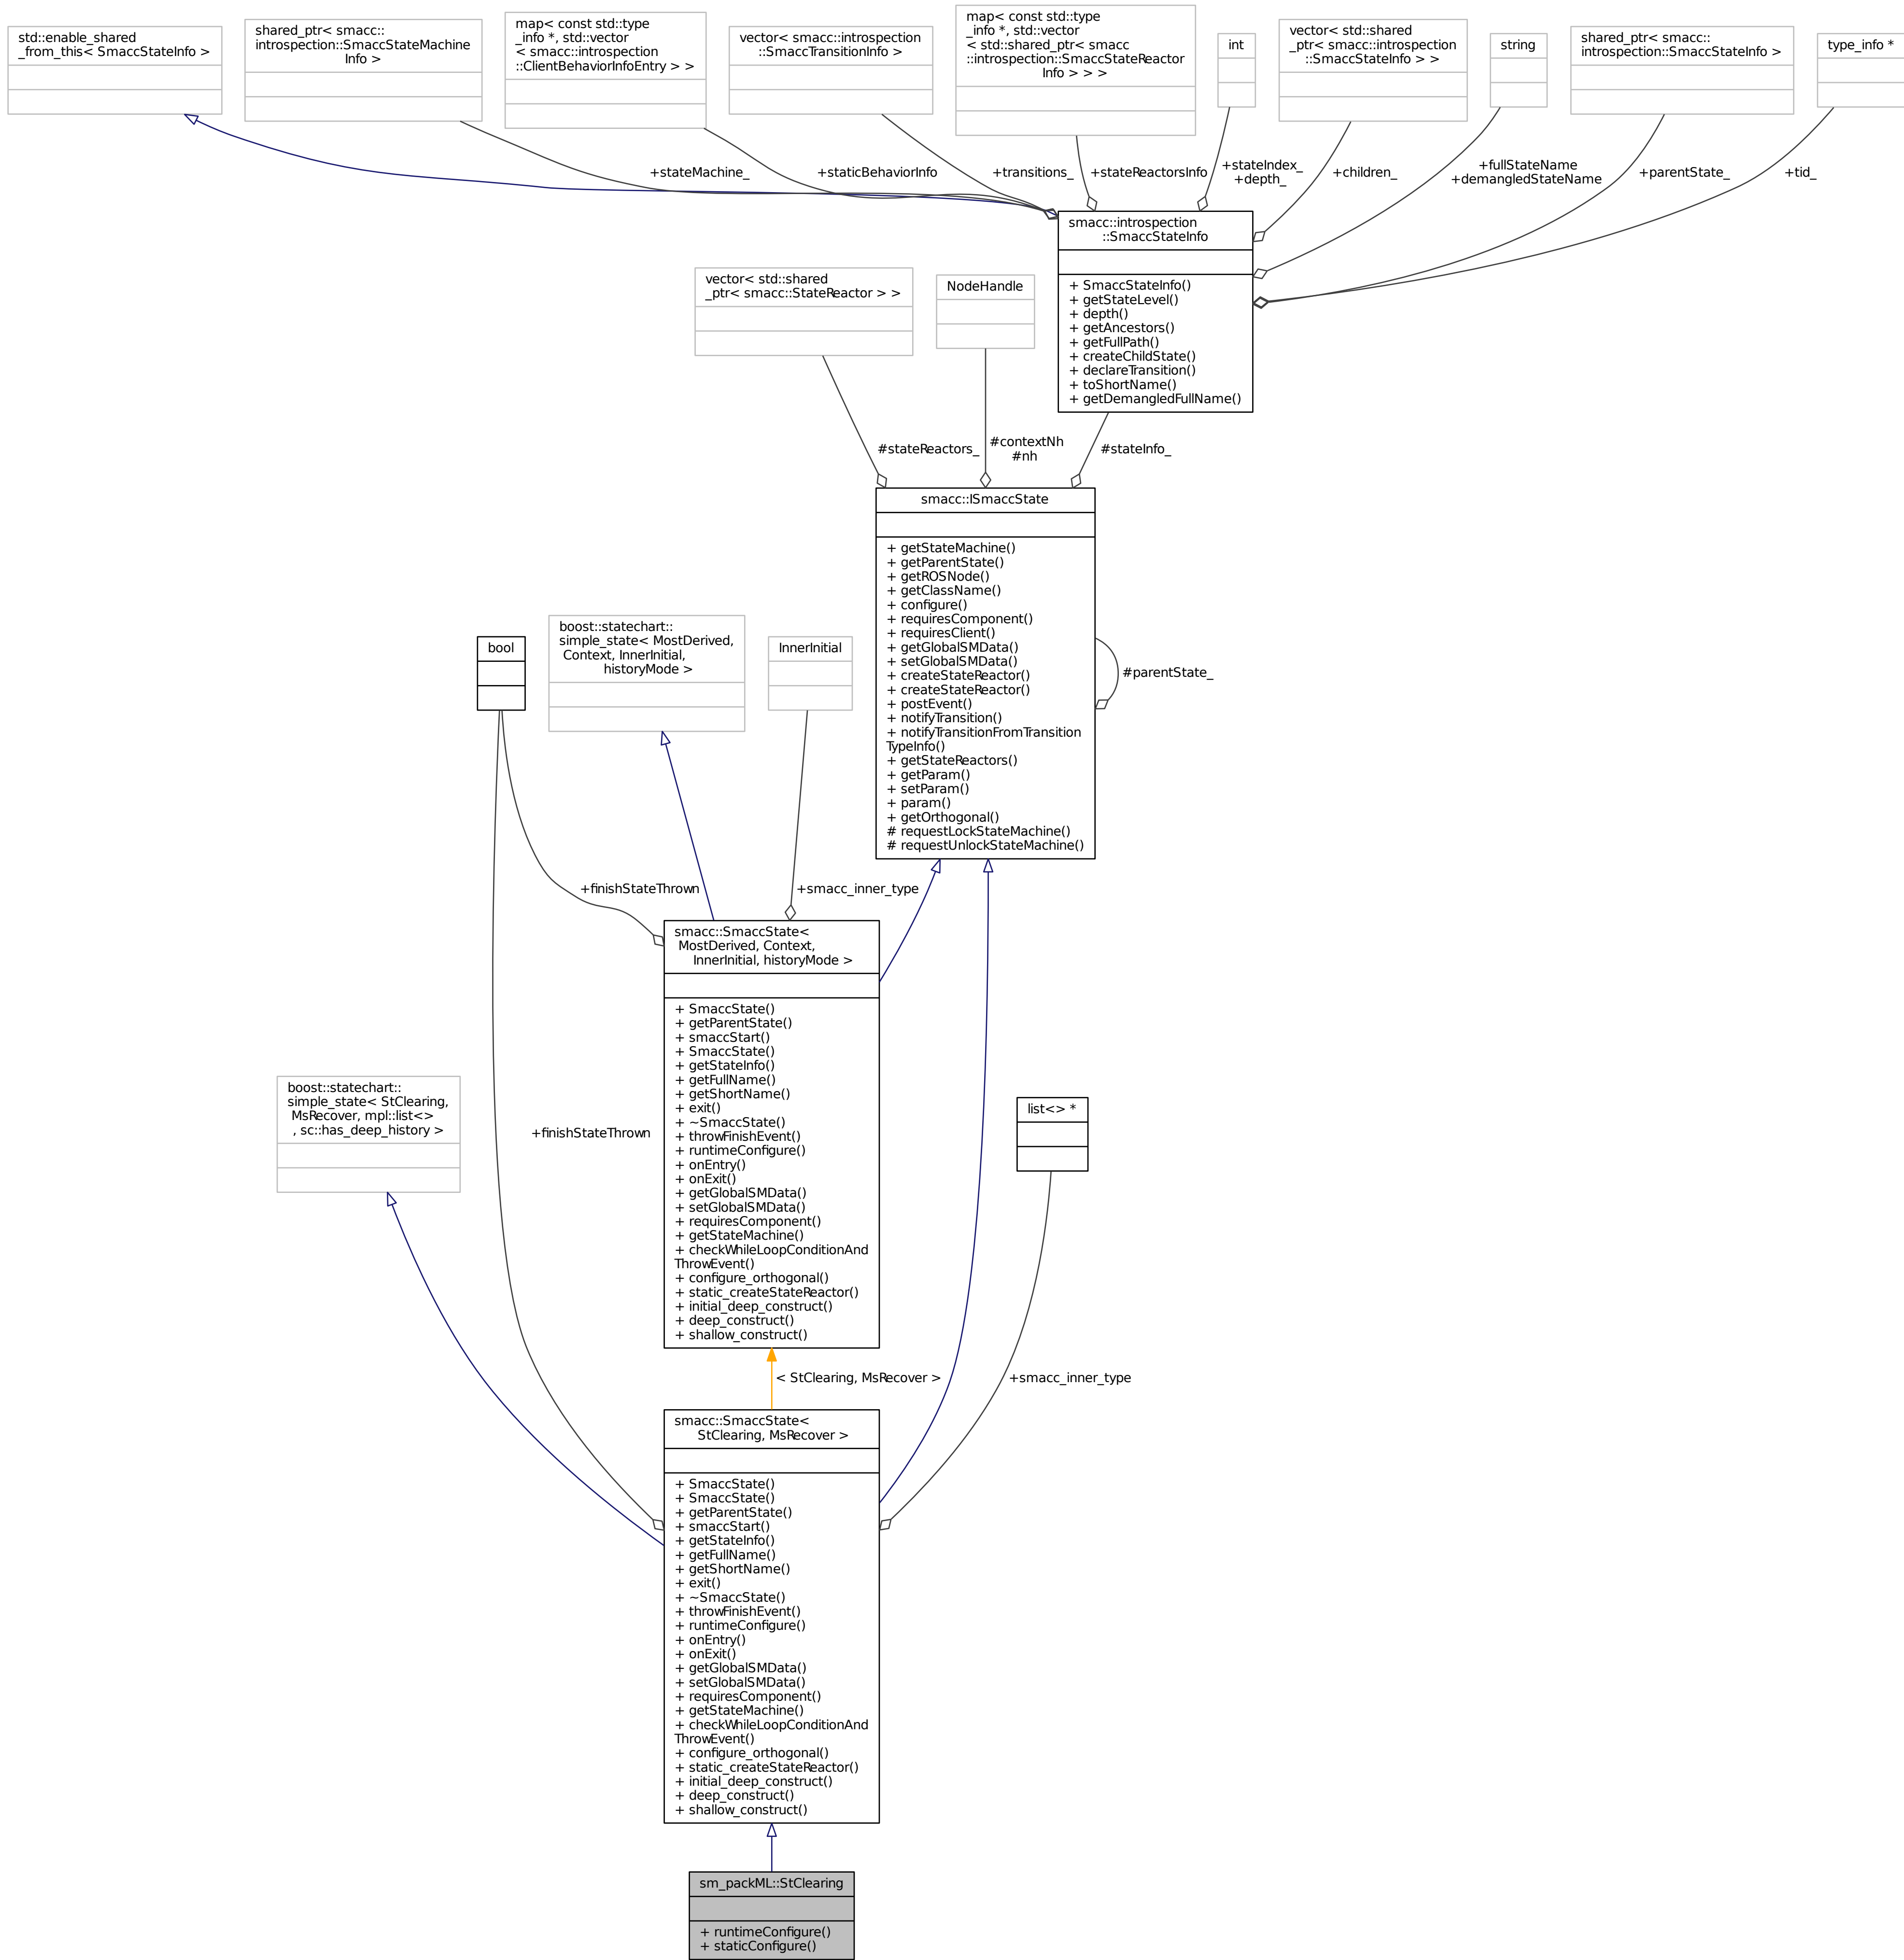 std::enable_shared
_from_this< SmaccStateInfo >
shared_ptr< smacc::
introspection::SmaccStateMachine
Info >
map< const std::type
_info *, std::vector
< smacc::introspection
::ClientBehaviorInfoEntry > >
vector< smacc::introspection
::SmaccTransitionInfo >
map< const std::type
_info *, std::vector
< std::shared_ptr< smacc
::introspection::SmaccStateReactor
Info > > >
int
vector< std::shared
_ptr< smacc::introspection
::SmaccStateInfo > >
string
shared_ptr< smacc::
introspection::SmaccStateInfo >
type_info *
+stateMachine_
+staticBehaviorInfo
+transitions_
+stateReactorsInfo
+stateIndex_
+depth_
+children_
+fullStateName
+demangledStateName
+parentState_
+tid_
smacc::introspection
::SmaccStateInfo
+ SmaccStateInfo()
+ getStateLevel()
+ depth()
+ getAncestors()
+ getFullPath()
+ createChildState()
+ declareTransition()
+ toShortName()
+ getDemangledFullName()
vector< std::shared
_ptr< smacc::StateReactor > >
NodeHandle
#stateReactors_
#contextNh
#nh
#stateInfo_
smacc::ISmaccState
+ getStateMachine()
+ getParentState()
+ getROSNode()
+ getClassName()
+ configure()
+ requiresComponent()
+ requiresClient()
+ getGlobalSMData()
+ setGlobalSMData()
+ createStateReactor()
+ createStateReactor()
+ postEvent()
+ notifyTransition()
+ notifyTransitionFromTransition
TypeInfo()
+ getStateReactors()
+ getParam()
+ setParam()
+ param()
+ getOrthogonal()
# requestLockStateMachine()
# requestUnlockStateMachine()
#parentState_
bool
boost::statechart::
simple_state< MostDerived,
Context, InnerInitial,
historyMode >
InnerInitial
+finishStateThrown
+smacc_inner_type
smacc::SmaccState<
MostDerived, Context,
InnerInitial, historyMode >
+ SmaccState()
+ getParentState()
+ smaccStart()
+ SmaccState()
+ getStateInfo()
+ getFullName()
+ getShortName()
+ exit()
+ ~SmaccState()
+ throwFinishEvent()
+ runtimeConfigure()
+ onEntry()
+ onExit()
+ getGlobalSMData()
+ setGlobalSMData()
+ requiresComponent()
+ getStateMachine()
+ checkWhileLoopConditionAnd
ThrowEvent()
+ configure_orthogonal()
+ static_createStateReactor()
+ initial_deep_construct()
+ deep_construct()
+ shallow_construct()
boost::statechart::
simple_state< StClearing,
MsRecover, mpl::list<>
, sc::has_deep_history >
+finishStateThrown
list<> *
< StClearing, MsRecover >
+smacc_inner_type
smacc::SmaccState<
StClearing, MsRecover >
+ SmaccState()
+ SmaccState()
+ getParentState()
+ smaccStart()
+ getStateInfo()
+ getFullName()
+ getShortName()
+ exit()
+ ~SmaccState()
+ throwFinishEvent()
+ runtimeConfigure()
+ onEntry()
+ onExit()
+ getGlobalSMData()
+ setGlobalSMData()
+ requiresComponent()
+ getStateMachine()
+ checkWhileLoopConditionAnd
ThrowEvent()
+ configure_orthogonal()
+ static_createStateReactor()
+ initial_deep_construct()
+ deep_construct()
+ shallow_construct()
sm_packML::StClearing
+ runtimeConfigure()
+ staticConfigure()